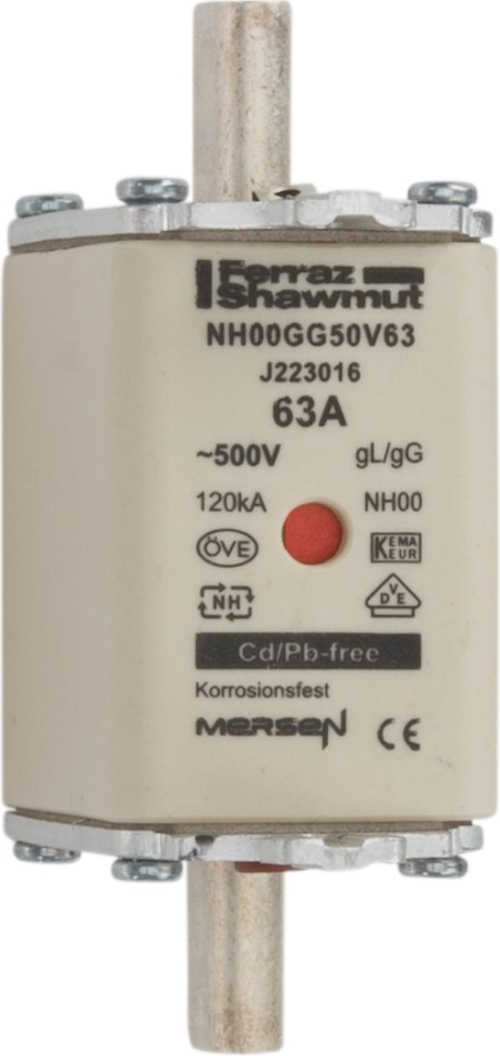 Ferraz
Shawmut
NH00GG50V63
J223016
63A
~500V gL/gG
120kA NH00
ÖVE KEMA EUR
NH VDE
Cd/Pb-free
Korrosionsfest
MERSEN CE